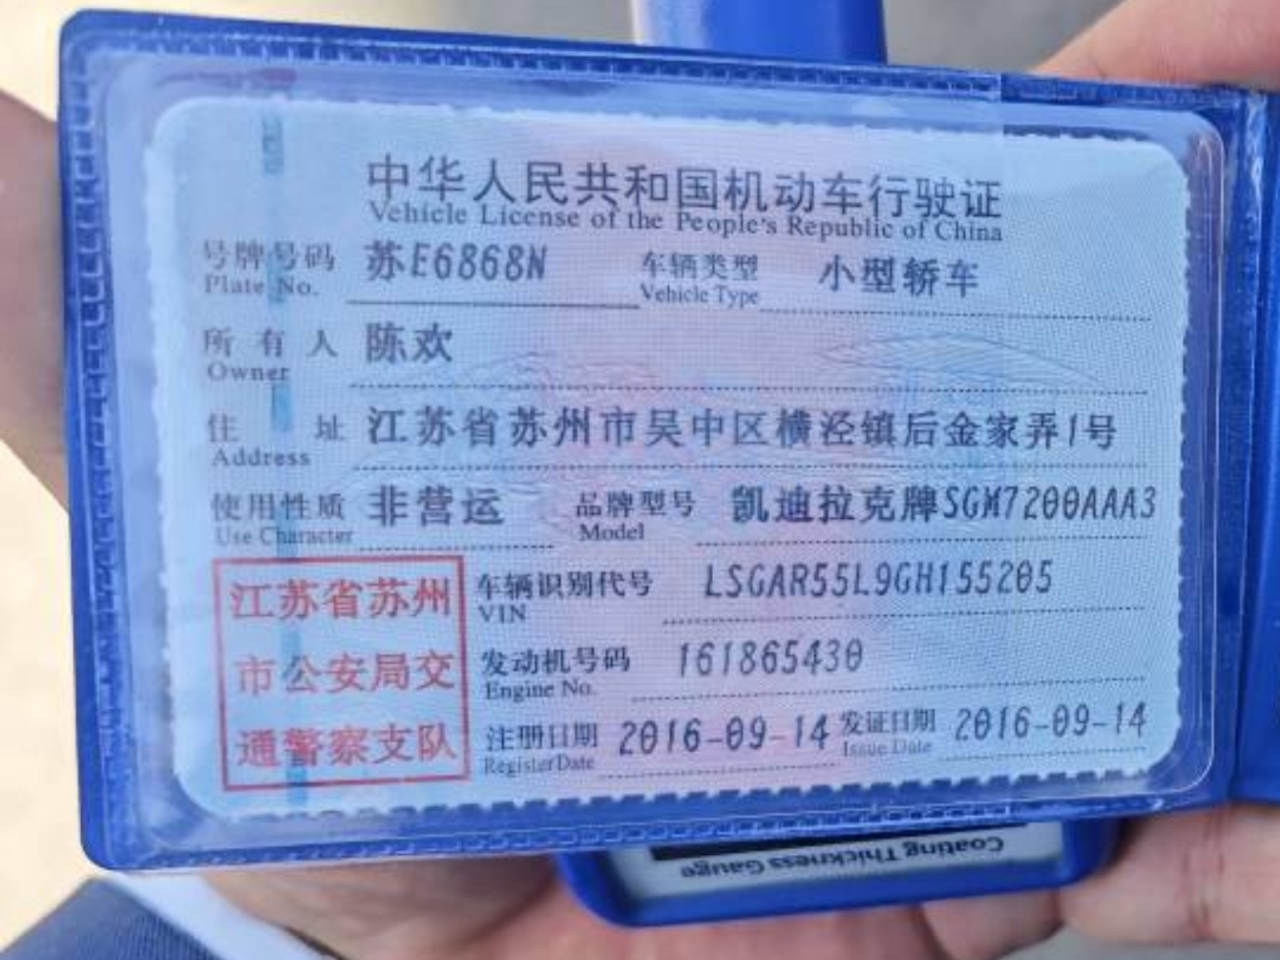 中华人民共和国机动车行驶证
Vehicle License of the People's Republic of China
号牌号码 苏E6868N 车辆类型 小型轿车
Plate No. Vehicle Type
所有人 陈欢
Owner
住址 江苏省苏州市吴中区横泾镇后金家弄1号
Address
使用性质 非营运 品牌型号 凯迪拉克牌SGM7200AAA3
Use Character Model
江苏省苏州
市公安局交
通警察支队
车辆识别代号 LSGAR55L9GH155205
VIN
发动机号码 161865430
Engine No.
注册日期 2016-09-14 发证日期 2016-09-14
RegisterDate Issue Date
Coating Thickness Gauge